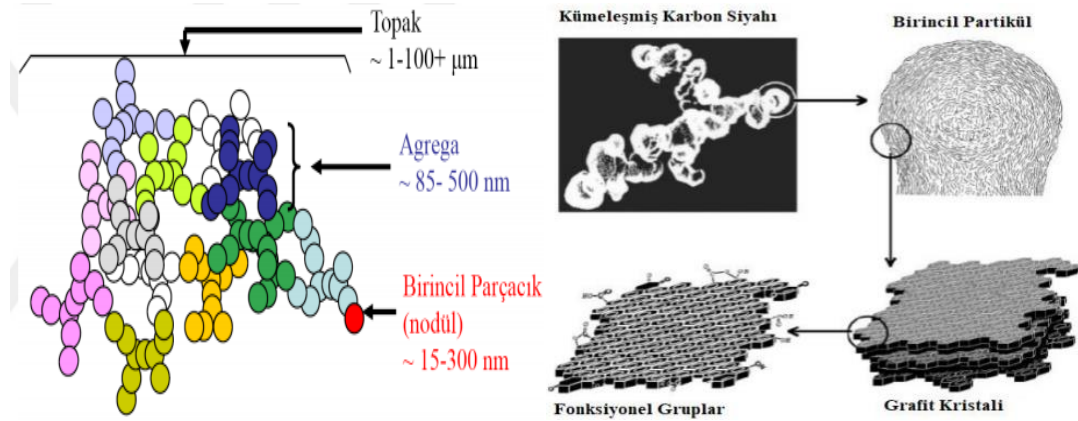 Topak
~ 1-100+ μm
Agrega
~ 85- 500 nm
Birincil Parçacık
(nodül)
~ 15-300 nm
Kümeleşmiş Karbon Siyahı
Birincil Partikül
Fonksiyonel Gruplar
Grafit Kristali